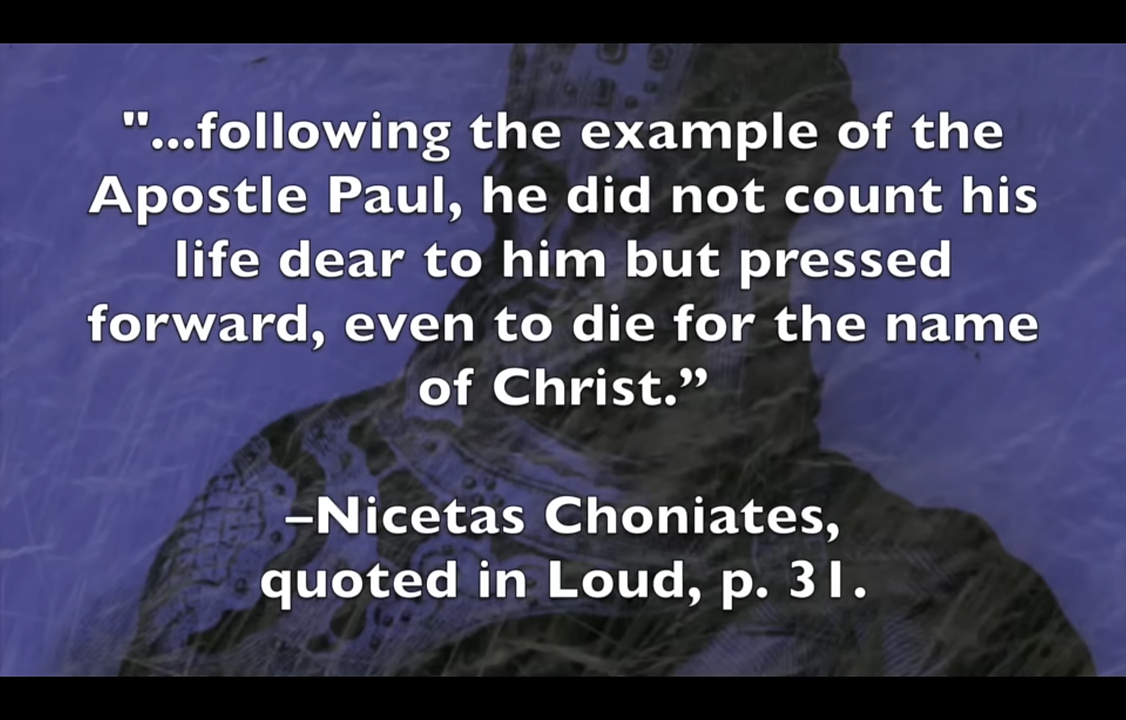 "...following the example of the
Apostle Paul, he did not count his
life dear to him but pressed
forward, even to die for the name
of Christ.”
–Nicetas Choniates,
quoted in Loud, p. 31.